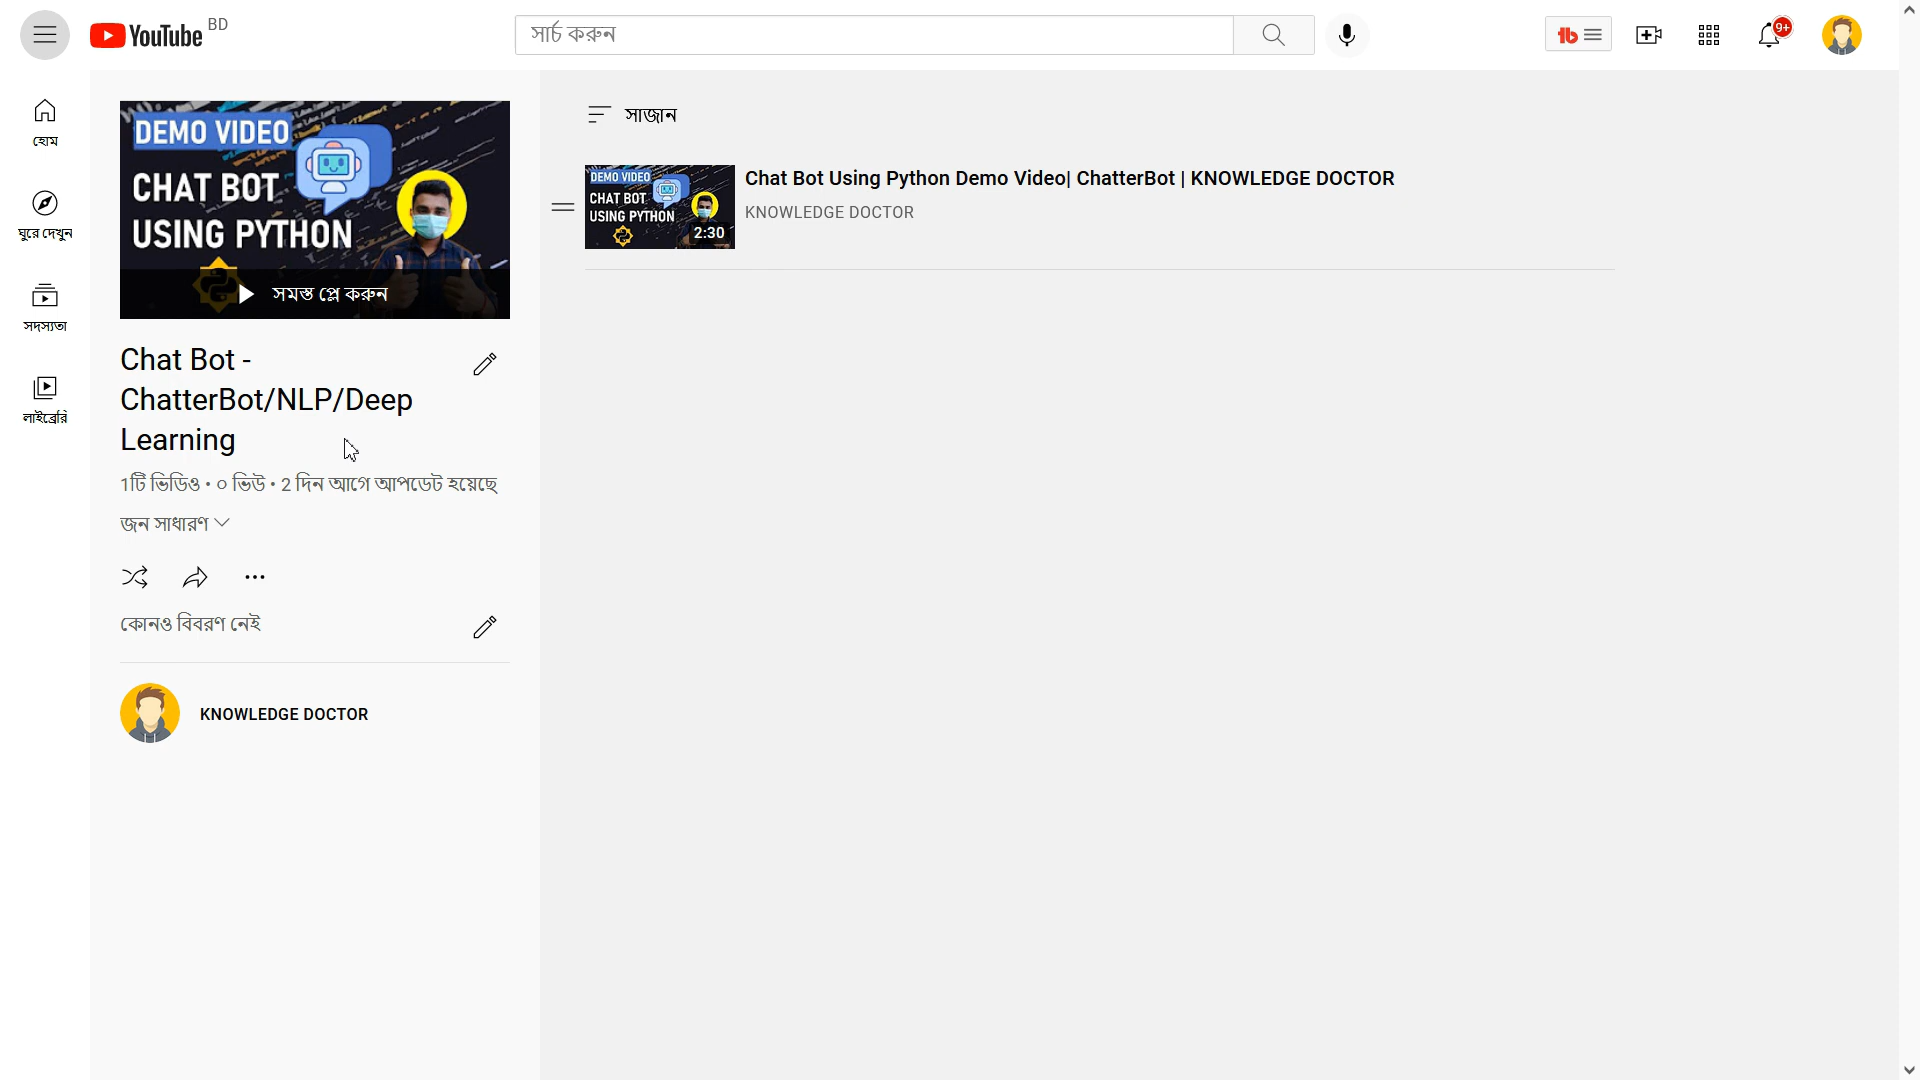 YouTube BD
সার্চ করুন
9+
হোম
ঘুরে দেখুন
সদস্যতা
লাইব্রেরি
DEMO VIDEO
CHAT BOT
USING PYTHON
সমস্ত প্লে করুন
Chat Bot -
ChatterBot/NLP/Deep
Learning
1টি ভিডিও • ০ ভিউ • 2 দিন আগে আপডেট হয়েছে
জন সাধারণ
কোনও বিবরণ নেই
KNOWLEDGE DOCTOR
সাজান
DEMO VIDEO
CHAT BOT
USING PYTHON
2:30
Chat Bot Using Python Demo Video| ChatterBot | KNOWLEDGE DOCTOR
KNOWLEDGE DOCTOR